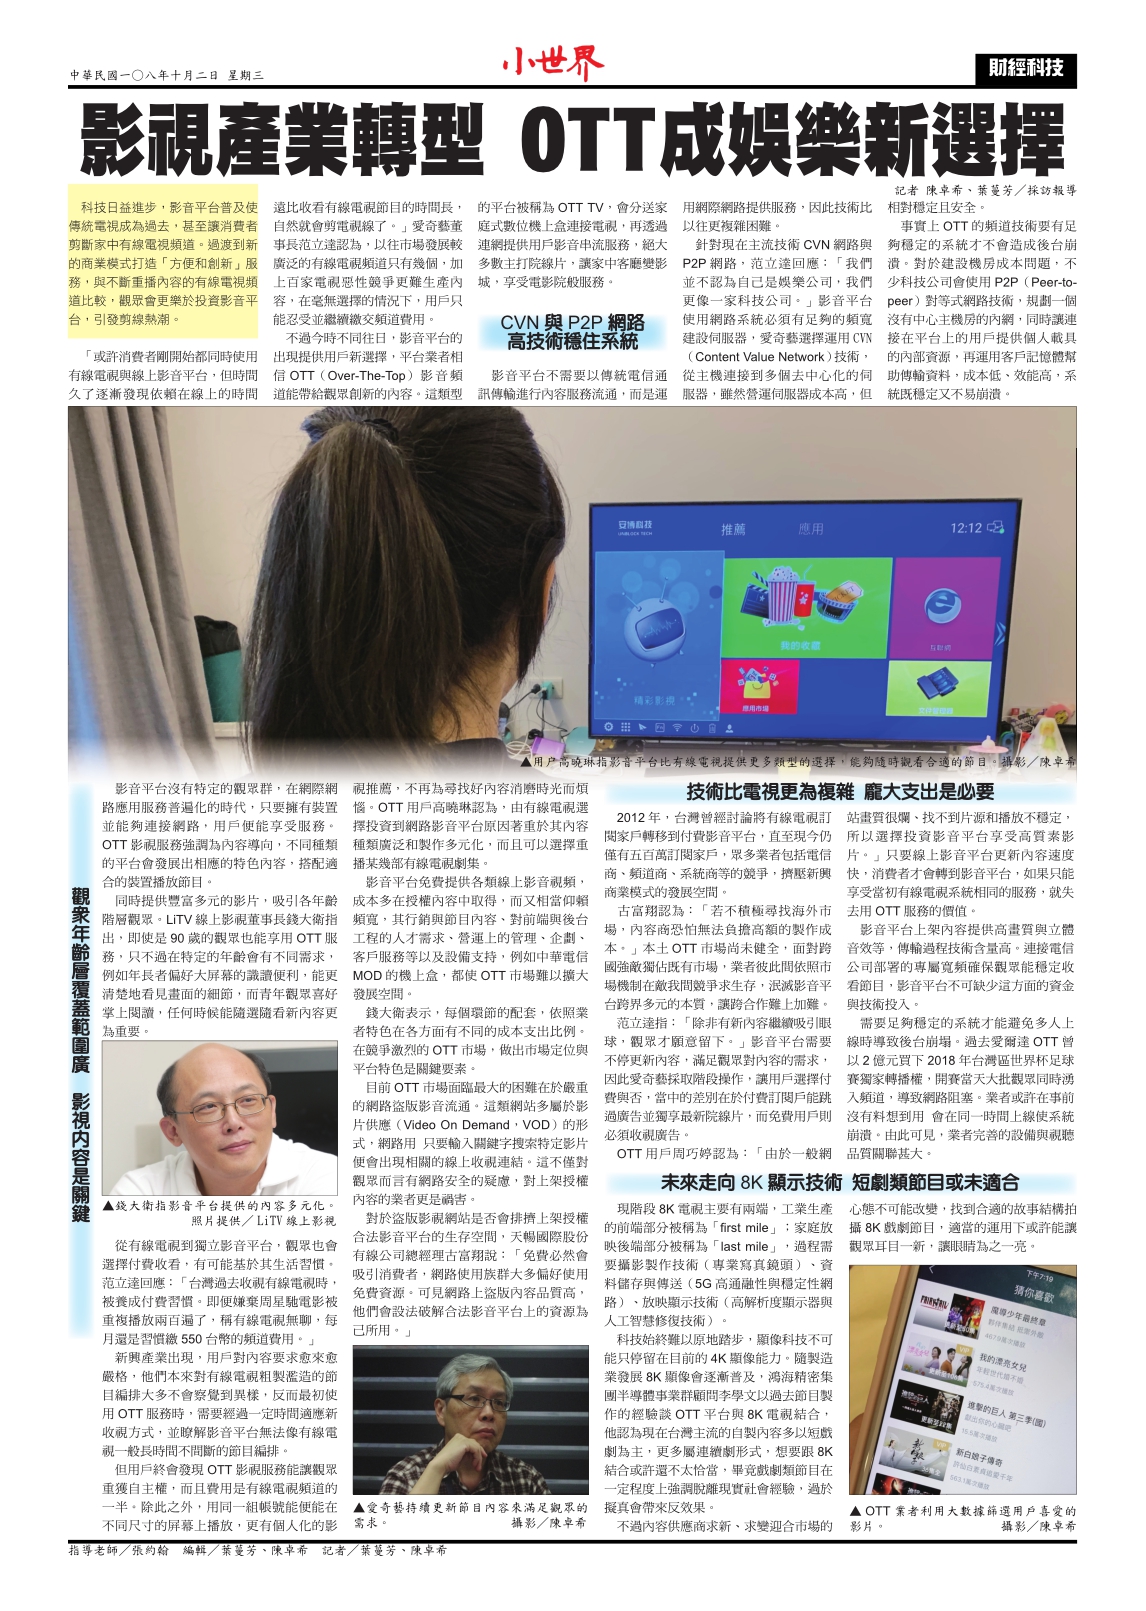 中華民國一〇八年十月二日 星期三
小世界
財經科技
影視產業轉型 OTT成娛樂新選擇
記者 陳卓希、葉蔓芳／採訪報導
科技日益進步，影音平台普及使
傳統電視成為過去，甚至讓消費者
剪斷家中有線電視頻道。過渡到新
的商業模式打造「方便和創新」服
務，與不斷重播內容的有線電視頻
道比較，觀眾會更樂於投資影音平
台，引發剪線熱潮。
「或許消費者剛開始都同時使用
有線電視與線上影音平台，但時間
久了逐漸發現依賴在線上的時間
遠比收看有線電視節目的時間長，
自然就會剪電視線了。」愛奇藝董
事長范立達認為，以往市場發展較
廣泛的有線電視頻道只有幾個，加
上百家電視惡性競爭更難生產內
容，在毫無選擇的情況下，用戶只
能忍受並繼續繳交頻道費用。
不過今時不同往日，影音平台的
出現提供用戶新選擇，平台業者相
信 OTT（Over-The-Top）影音頻
道能帶給觀眾創新的內容。這類型
的平台被稱為 OTT TV，會分送家
庭式數位機上盒連接電視，再透過
連網提供用戶影音串流服務，絕大
多數主打院線片，讓家中客廳變影
城，享受電影院般服務。
CVN 與 P2P 網路
高技術穩住系統
影音平台不需要以傳統電信通
訊傳輸進行內容服務流通，而是運
用網際網路提供服務，因此技術比
以往更複雜困難。
針對現在主流技術 CVN 網路與
P2P 網路，范立達回應：「我們
並不認為自己是娛樂公司，我們
更像一家科技公司。」影音平台
使用網路系統必須有足夠的頻寬
建設伺服器，愛奇藝選擇運用 CVN
（Content Value Network）技術，
從主機連接到多個去中心化的伺
服器，雖然營運伺服器成本高，但
相對穩定且安全。
事實上 OTT 的頻道技術要有足
夠穩定的系統才不會造成後台崩
潰。對於建設機房成本問題，不
少科技公司會使用 P2P（Peer-to-
peer）對等式網路技術，規劃一個
沒有中心主機房的內網，同時讓連
接在平台上的用戶提供個人載具
的內部資源，再運用客戶記憶體幫
助傳輸資料，成本低、效能高，系
統既穩定又不易崩潰。
安博科技
UNBLOCK TECH
推薦
應用
12:12
我的收藏
互聯網
精彩影視
應用市場
▲用戶高曉琳指影音平台比有線電視提供更多類型的選擇，能夠隨時觀看合適的節目。攝影／陳卓希
觀眾年齡層覆蓋範圍廣 影視內容是關鍵
影音平台沒有特定的觀眾群，在網際網
路應用服務普遍化的時代，只要擁有裝置
並能夠連接網路，用戶便能享受服務。
OTT 影視服務強調為內容導向，不同種類
的平台會發展出相應的特色內容，搭配適
合的裝置播放節目。
同時提供豐富多元的影片，吸引各年齡
階層觀眾。LiTV 線上影視董事長錢大衛指
出，即使是 90 歲的觀眾也能享用 OTT 服
務，只不過在特定的年齡會有不同需求，
例如年長者偏好大屏幕的識讀便利，能更
清楚地看見畫面的細節，而青年觀眾喜好
掌上閱讀，任何時候能隨選隨看新內容更
為重要。
▲錢大衛指影音平台提供的內容多元化。
照片提供／LiTV 線上影視
從有線電視到獨立影音平台，觀眾也會
選擇付費收看，有可能基於其生活習慣。
范立達回應：「台灣過去收視有線電視時，
被養成付費習慣。即便嫌棄周星馳電影被
重複播放兩百遍了，稱有線電視無聊，每
月還是習慣繳 550 台幣的頻道費用。」
新興產業出現，用戶對內容要求愈來愈
嚴格，他們本來對有線電視粗製濫造的節
目編排大多不會察覺到異樣，反而最初使
用 OTT 服務時，需要經過一定時間適應新
收視方式，並瞭解影音平台無法像有線電
視一般長時間不間斷的節目編排。
但用戶終會發現 OTT 影視服務能讓觀眾
重獲自主權，而且費用是有線電視頻道的
一半。除此之外，用同一組帳號能便能在
不同尺寸的屏幕上播放，更有個人化的影
視推薦，不再為尋找好內容消磨時光而煩
惱。OTT 用戶高曉琳認為，由有線電視選
擇投資到網路影音平台原因著重於其內容
種類廣泛和製作多元化，而且可以選擇重
播某幾部有線電視劇集。
影音平台免費提供各類線上影音視頻，
成本多在授權內容中取得，而又相當仰賴
頻寬，其行銷與節目內容、對前端與後台
工程的人才需求、營運上的管理、企劃、
客戶服務等以及設備支持，例如中華電信
MOD 的機上盒，都使 OTT 市場難以擴大
發展空間。
錢大衛表示，每個環節的配套，依照業
者特色在各方面有不同的成本支出比例。
在競爭激烈的 OTT 市場，做出市場定位與
平台特色是關鍵要素。
目前 OTT 市場面臨最大的困難在於嚴重
的網路盜版影音流通。這類網站多屬於影
片供應（Video On Demand，VOD）的形
式，網路用 只要輸入關鍵字搜索特定影片
便會出現相關的線上收視連結。這不僅對
觀眾而言有網路安全的疑慮，對上架授權
內容的業者更是禍害。
對於盜版影視網站是否會排擠上架授權
合法影音平台的生存空間，天暢國際股份
有線公司總經理古富翔說：「免費必然會
吸引消費者，網路使用族群大多偏好使用
免費資源。可見網路上盜版內容品質高，
他們會設法破解合法影音平台上的資源為
己所用。」
▲愛奇藝持續更新節目內容來滿足觀眾的
需求。 攝影／陳卓希
技術比電視更為複雜 龐大支出是必要
2012 年，台灣曾經討論將有線電視訂
閱家戶轉移到付費影音平台，直至現今仍
僅有五百萬訂閱家戶，眾多業者包括電信
商、頻道商、系統商等的競爭，擠壓新興
商業模式的發展空間。
古富翔認為：「若不積極尋找海外市
場，內容商恐怕無法負擔高額的製作成
本。」本土 OTT 市場尚未健全，面對跨
國強敵獨佔既有市場，業者彼此間依照市
場機制在敵我間競爭求生存，泯滅影音平
台跨界多元的本質，讓跨合作難上加難。
范立達指：「除非有新內容繼續吸引眼
球，觀眾才願意留下。」影音平台需要
不停更新內容，滿足觀眾對內容的需求，
因此愛奇藝採取階段操作，讓用戶選擇付
費與否，當中的差別在於付費訂閱戶能跳
過廣告並獨享最新院線片，而免費用戶則
必須收視廣告。
OTT 用戶周巧婷認為：「由於一般網
站畫質很爛、找不到片源和播放不穩定，
所以選擇投資影音平台享受高質素影
片。」只要線上影音平台更新內容速度
快，消費者才會轉到影音平台，如果只能
享受當初有線電視系統相同的服務，就失
去用 OTT 服務的價值。
影音平台上架內容提供高畫質與立體
音效等，傳輸過程技術含量高。連接電信
公司部署的專屬寬頻確保觀眾能穩定收
看節目，影音平台不可缺少這方面的資金
與技術投入。
需要足夠穩定的系統才能避免多人上
線時導致後台崩塌。過去愛爾達 OTT 曾
以 2 億元買下 2018 年台灣區世界杯足球
賽獨家轉播權，開賽當天大批觀眾同時湧
入頻道，導致網路阻塞。業者或許在事前
沒有料想到用 會在同一時間上線使系統
崩潰。由此可見，業者完善的設備與視聽
品質關聯甚大。
未來走向 8K 顯示技術 短劇類節目或未適合
現階段 8K 電視主要有兩端，工業生產
的前端部分被稱為「first mile」；家庭放
映後端部分被稱為「last mile」，過程需
要攝影製作技術（專業寫真鏡頭）、資
料儲存與傳送（5G 高通融性與穩定性網
路）、放映顯示技術（高解析度顯示器與
人工智慧修復技術）。
科技始終難以原地踏步，顯像科技不可
能只停留在目前的 4K 顯像能力。隨製造
業發展 8K 顯像會逐漸普及，鴻海精密集
團半導體事業群顧問李學文以過去節目製
作的經驗談 OTT 平台與 8K 電視結合，
他認為現在台灣主流的自製內容多以短戲
劇為主，更多屬連續劇形式，想要跟 8K
結合或許還不太恰當，畢竟戲劇類節目在
一定程度上強調脫離現實社會經驗，過於
擬真會帶來反效果。
不過內容供應商求新、求變迎合市場的
心態不可能改變，找到合適的故事結構拍
攝 8K 戲劇節目，適當的運用下或許能讓
觀眾耳目一新，讓眼睛為之一亮。
下午7:19
猜你喜歡
魔導少年最終章
我的漂亮女兒
進擊的巨人 第三季(國)
新白娘子傳奇
▲ OTT 業者利用大數據篩選用戶喜愛的
影片。 攝影／陳卓希
指導老師／張約翰 編輯／葉蔓芳、陳卓希 記者／葉蔓芳、陳卓希